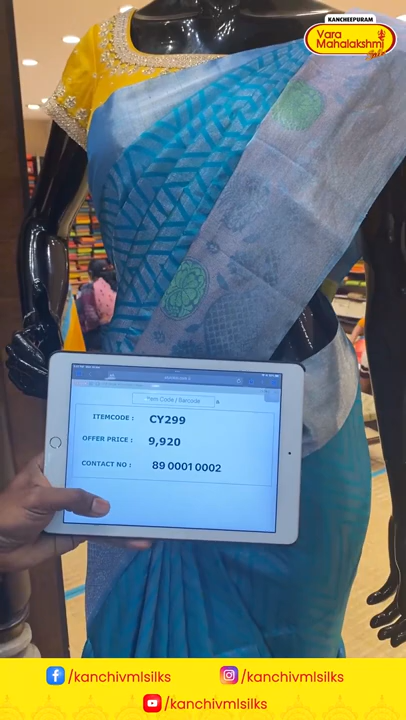 KANCHEEPURAM
Vara
Mahalakshmi
Silks
Item Code / Barcode
ITEMCODE : CY299
OFFER PRICE : 9,920
CONTACT NO : 89 0001 0002
/kanchivmlsilks /kanchivmlsilks
/kanchivmlsilks